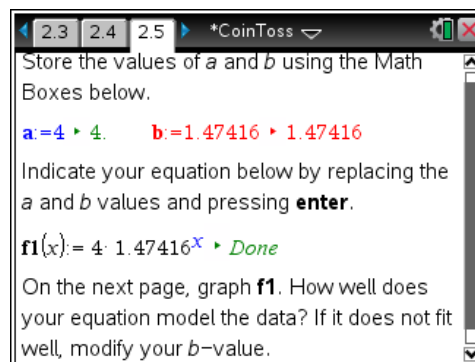 2.3 2.4 2.5 *CoinToss
Store the values of a and b using the Math
Boxes below.
a:=4 ▸ 4. b:=1.47416 ▸ 1.47416
Indicate your equation below by replacing the
a and b values and pressing enter.
f1(x):= 4· 1.47416ˣ ▸ Done
On the next page, graph f1. How well does
your equation model the data? If it does not fit
well, modify your b−value.